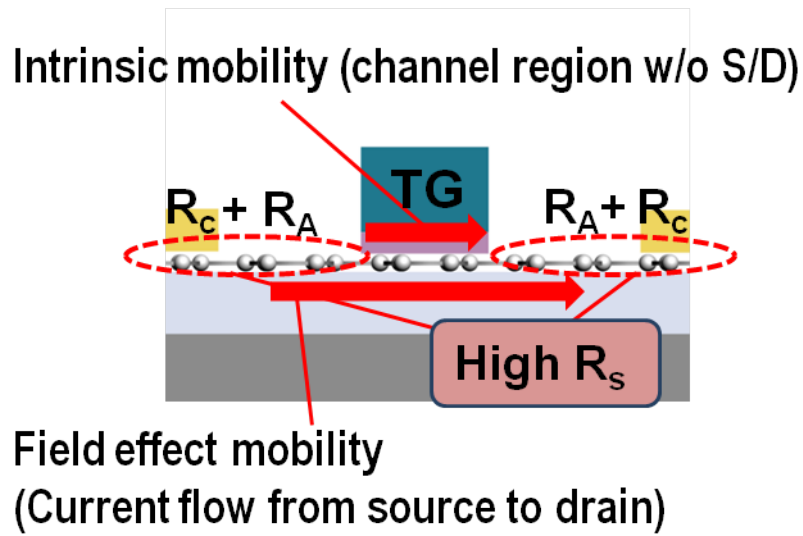 Intrinsic mobility (channel region w/o S/D)
TG
Rc + RA
RA + Rc
High Rs
Field effect mobility
(Current flow from source to drain)